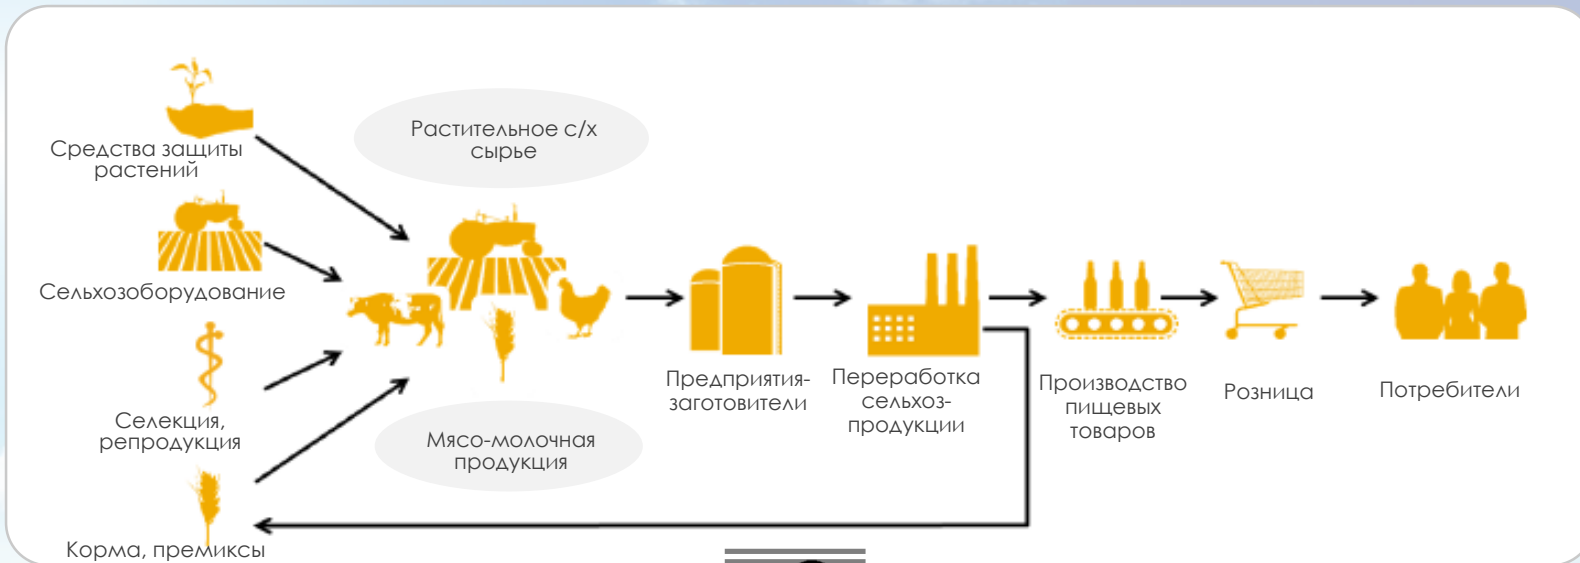 Растительное с/х
сырье
Средства защиты
растений
Сельхозоборудование
Селекция,
репродукция
Мясо-молочная
продукция
Корма, премиксы
Предприятия-
заготовители
Переработка
сельхоз-
продукции
Производство
пищевых
товаров
Розница
Потребители